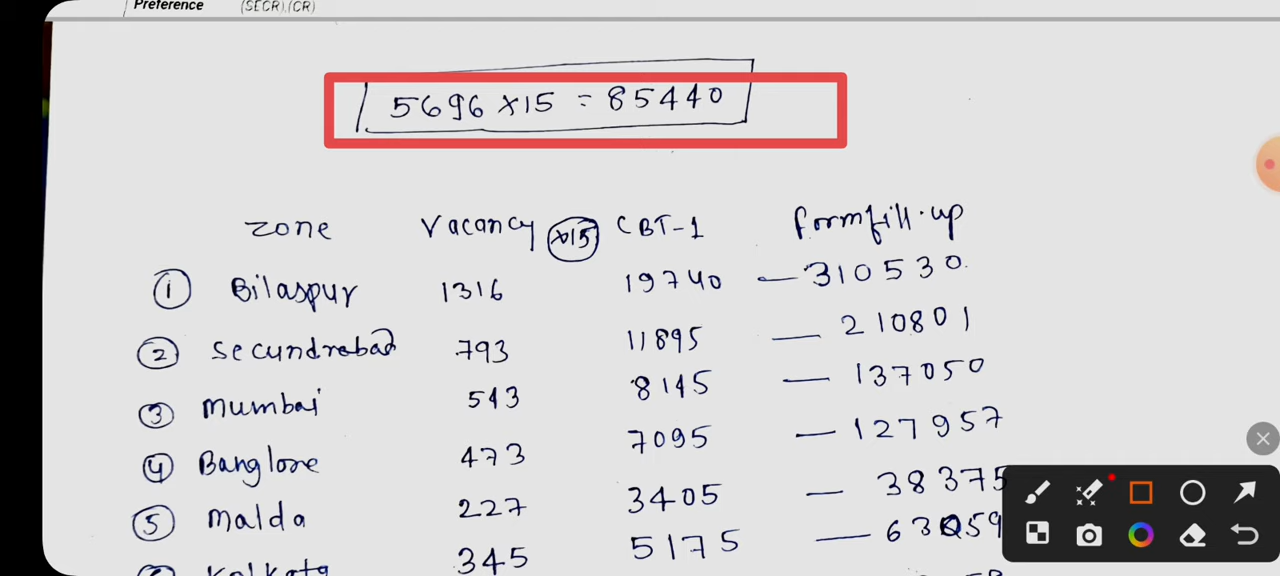 Preference (SECR),(CR)
5696 x15 = 85440
Zone Vacancy x15 CBT-1 formfill.up
① Bilaspur 1316 19740 — 310530
② Secundrabad 793 11895 — 210801
③ Mumbai 543 8145 — 137050
④ Banglore 473 7095 — 127957
⑤ Malda 227 3405 — 38375
345 5175 —